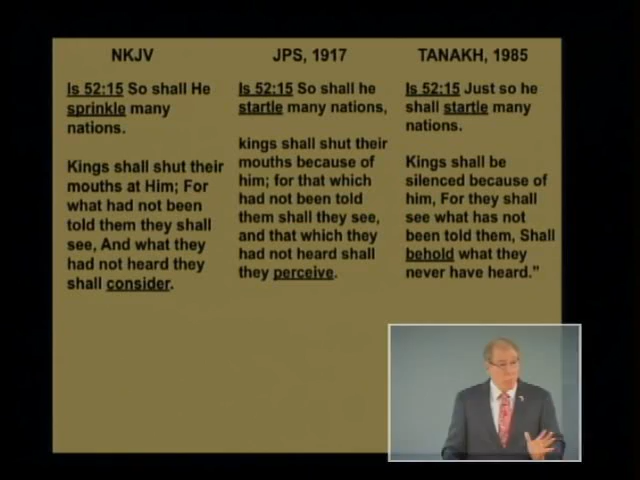 NKJV
Is 52:15 So shall He
sprinkle many
nations.
Kings shall shut their
mouths at Him; For
what had not been
told them they shall
see, And what they
had not heard they
shall consider.
JPS, 1917
Is 52:15 So shall he
startle many nations,
kings shall shut their
mouths because of
him; for that which
had not been told
them shall they see,
and that which they
had not heard shall
they perceive.
TANAKH, 1985
Is 52:15 Just so he
shall startle many
nations.
Kings shall be
silenced because of
him, For they shall
see what has not
been told them, Shall
behold what they
never have heard.”